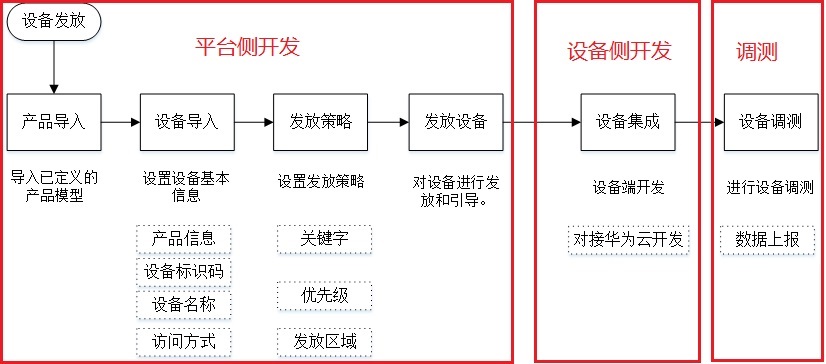 设备发放
平台侧开发
设备侧开发
调测
产品导入
设备导入
发放策略
发放设备
设备集成
设备调测
导入已定义的
产品模型
设置设备基本
信息
设置发放策略
对设备进行发
放和引导。
设备端开发
进行设备调测
产品信息
设备标识码
设备名称
访问方式
关键字
优先级
发放区域
对接华为云开发
数据上报